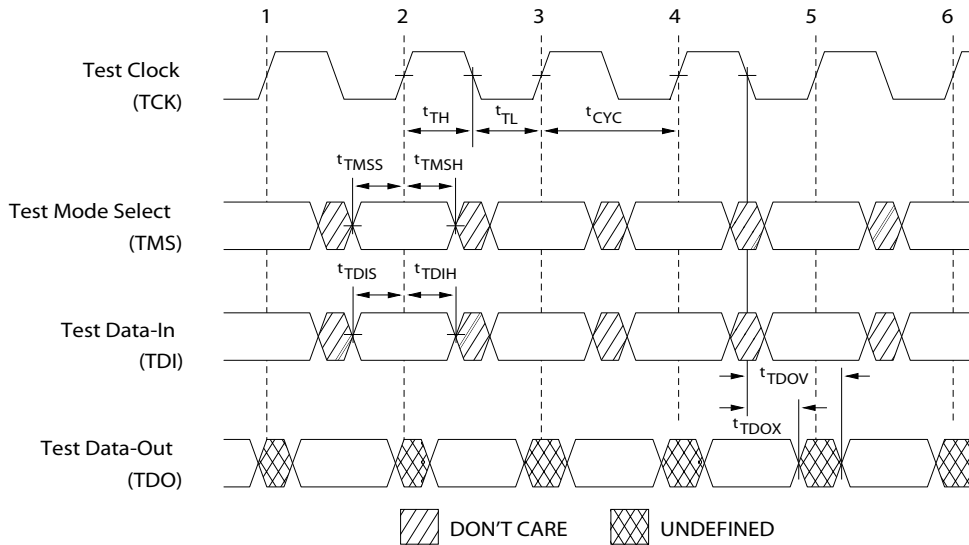 1 2 3 4 5 6
Test Clock
(TCK)
tTH tTL tCYC
tTMSS tTMSH
Test Mode Select
(TMS)
tTDIS tTDIH
Test Data-In
(TDI)
tTDOV
tTDOX
Test Data-Out
(TDO)
DON'T CARE UNDEFINED